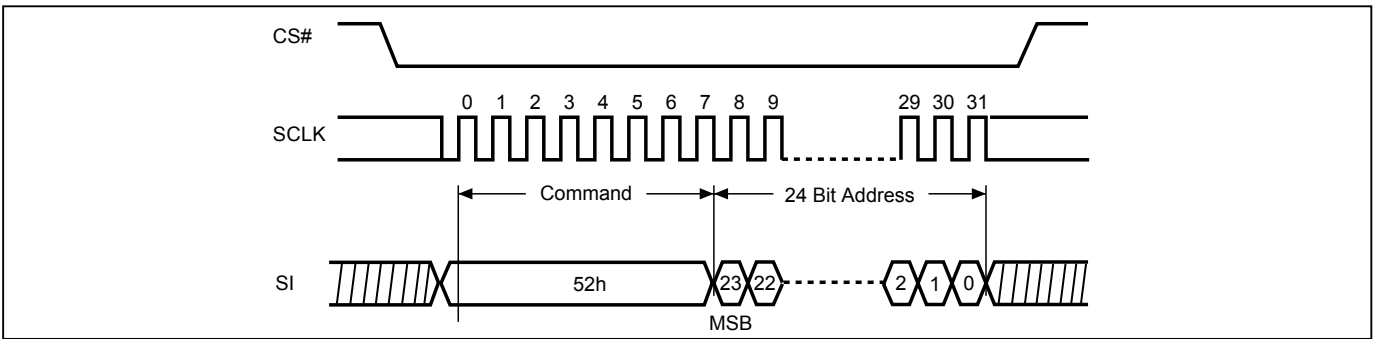 CS#
0 1 2 3 4 5 6 7 8 9 29 30 31
SCLK
Command 24 Bit Address
SI 52h 23 22 2 1 0
MSB